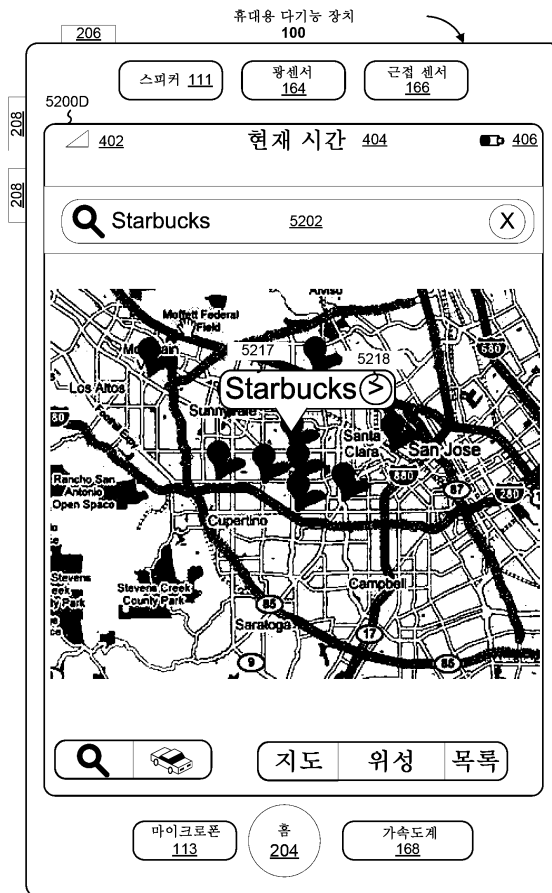 휴대용 다기능 장치
100
206
스피커 111
광센서
164
근접 센서
166
5200D
208
208
402
현재 시간 404
406
Starbucks 5202 X
Moffett Federal
Field
5217
5218
680
Los Altos
Starbucks >
Santa
Clara
San Jose
Rancho San
Antonio
Open Space
880
87
280
Cupertino
Stevens Creek
County Park
Campbell
85
Saratoga
17
9
85
지도 위성 목록
마이크로폰
113
홈
204
가속도계
168